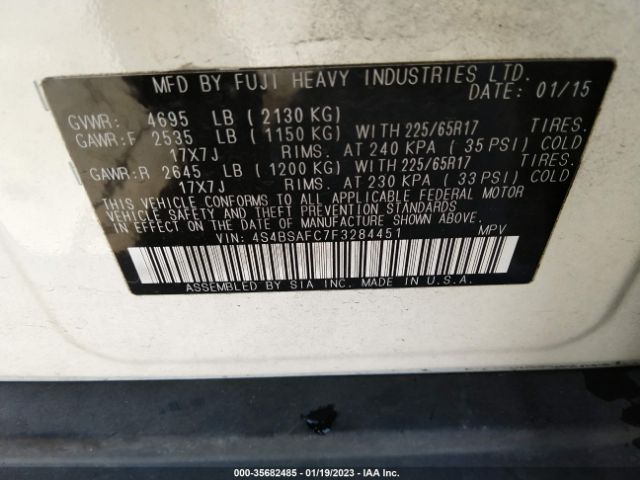 MFD BY FUJI HEAVY INDUSTRIES LTD.
DATE: 01/15
GVWR: 4695 LB ( 2130 KG)
GAWR:F 2535 LB ( 1150 KG) WITH 225/65R17 TIRES.
17X7J RIMS. AT 240 KPA ( 35 PSI) COLD
GAWR:R 2645 LB ( 1200 KG) WITH 225/65R17 TIRES.
17X7J RIMS. AT 230 KPA ( 33 PSI) COLD
THIS VEHICLE CONFORMS TO ALL APPLICABLE FEDERAL MOTOR
VEHICLE SAFETY BUMPER AND THEFT PREVENTION STANDARDS
IN EFFECT ON THE DATE OF MANUFACTURE SHOWN ABOVE.
VIN: 4S4BSAFC7F3284451 MPV
ASSEMBLED BY SIA INC. MADE IN U.S.A.
000-35682485 - 01/19/2023 - IAA Inc.